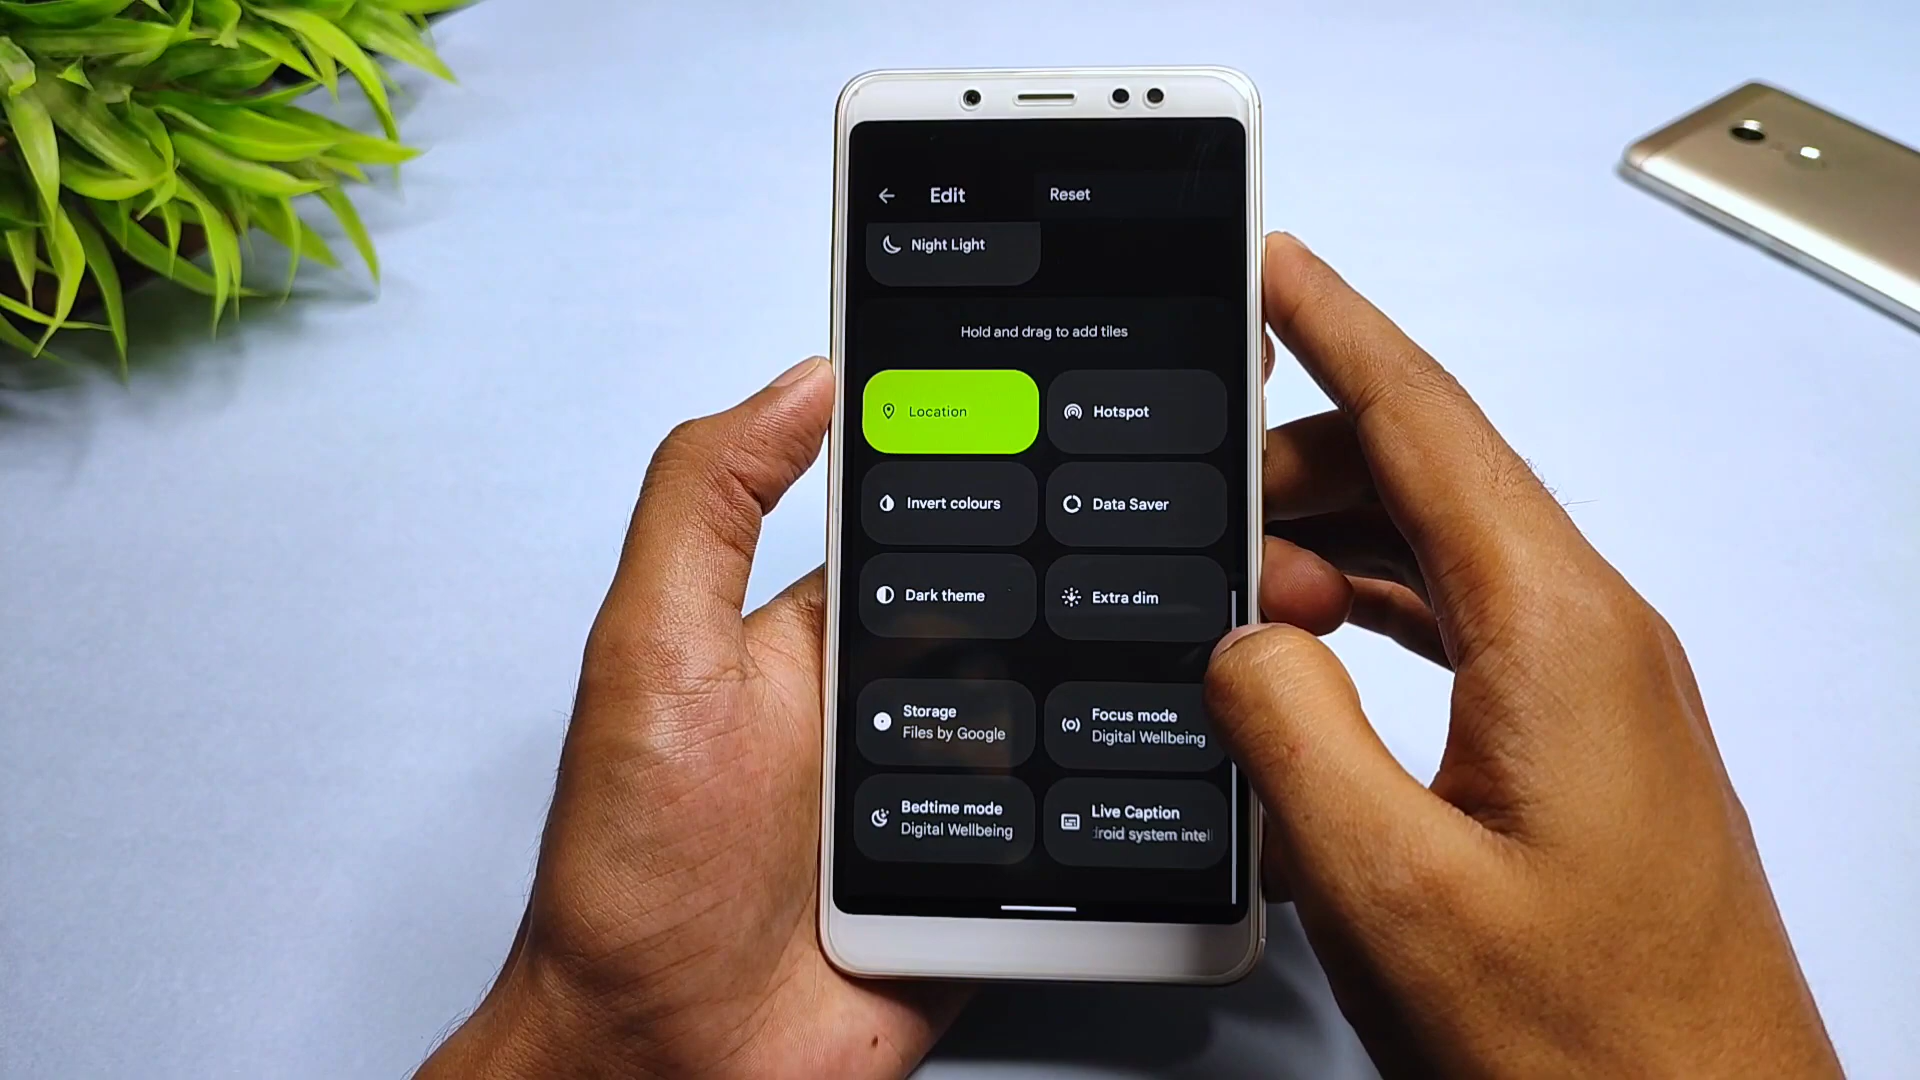 Edit
Reset
Night Light
Hold and drag to add tiles
Location
Hotspot
Invert colours
Data Saver
Dark theme
Extra dim
Storage
Files by Google
Focus mode
Digital Wellbeing
Bedtime mode
Digital Wellbeing
Live Caption
system